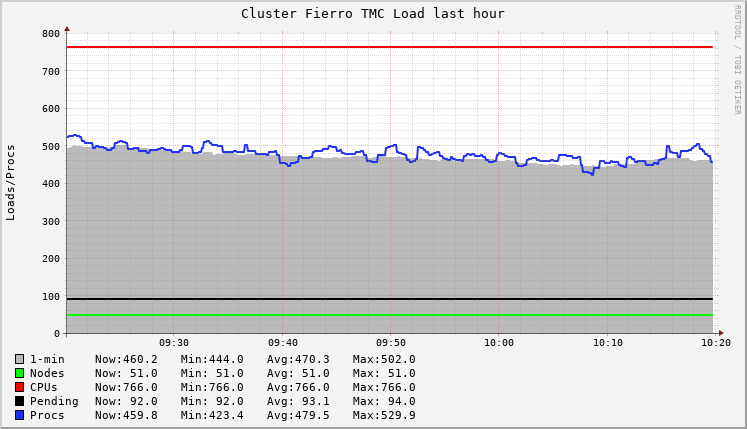 Cluster Fierro TMC Load last hour
RRDTOOL / TOBI OETIKER
Loads/Procs
800
700
600
500
400
300
200
100
0
09:30 09:40 09:50 10:00 10:10 10:20
1-min Now:460.2 Min:444.0 Avg:470.3 Max:502.0
Nodes Now: 51.0 Min: 51.0 Avg: 51.0 Max: 51.0
CPUs Now:766.0 Min:766.0 Avg:766.0 Max:766.0
Pending Now: 92.0 Min: 92.0 Avg: 93.1 Max: 94.0
Procs Now:459.8 Min:423.4 Avg:479.5 Max:529.9